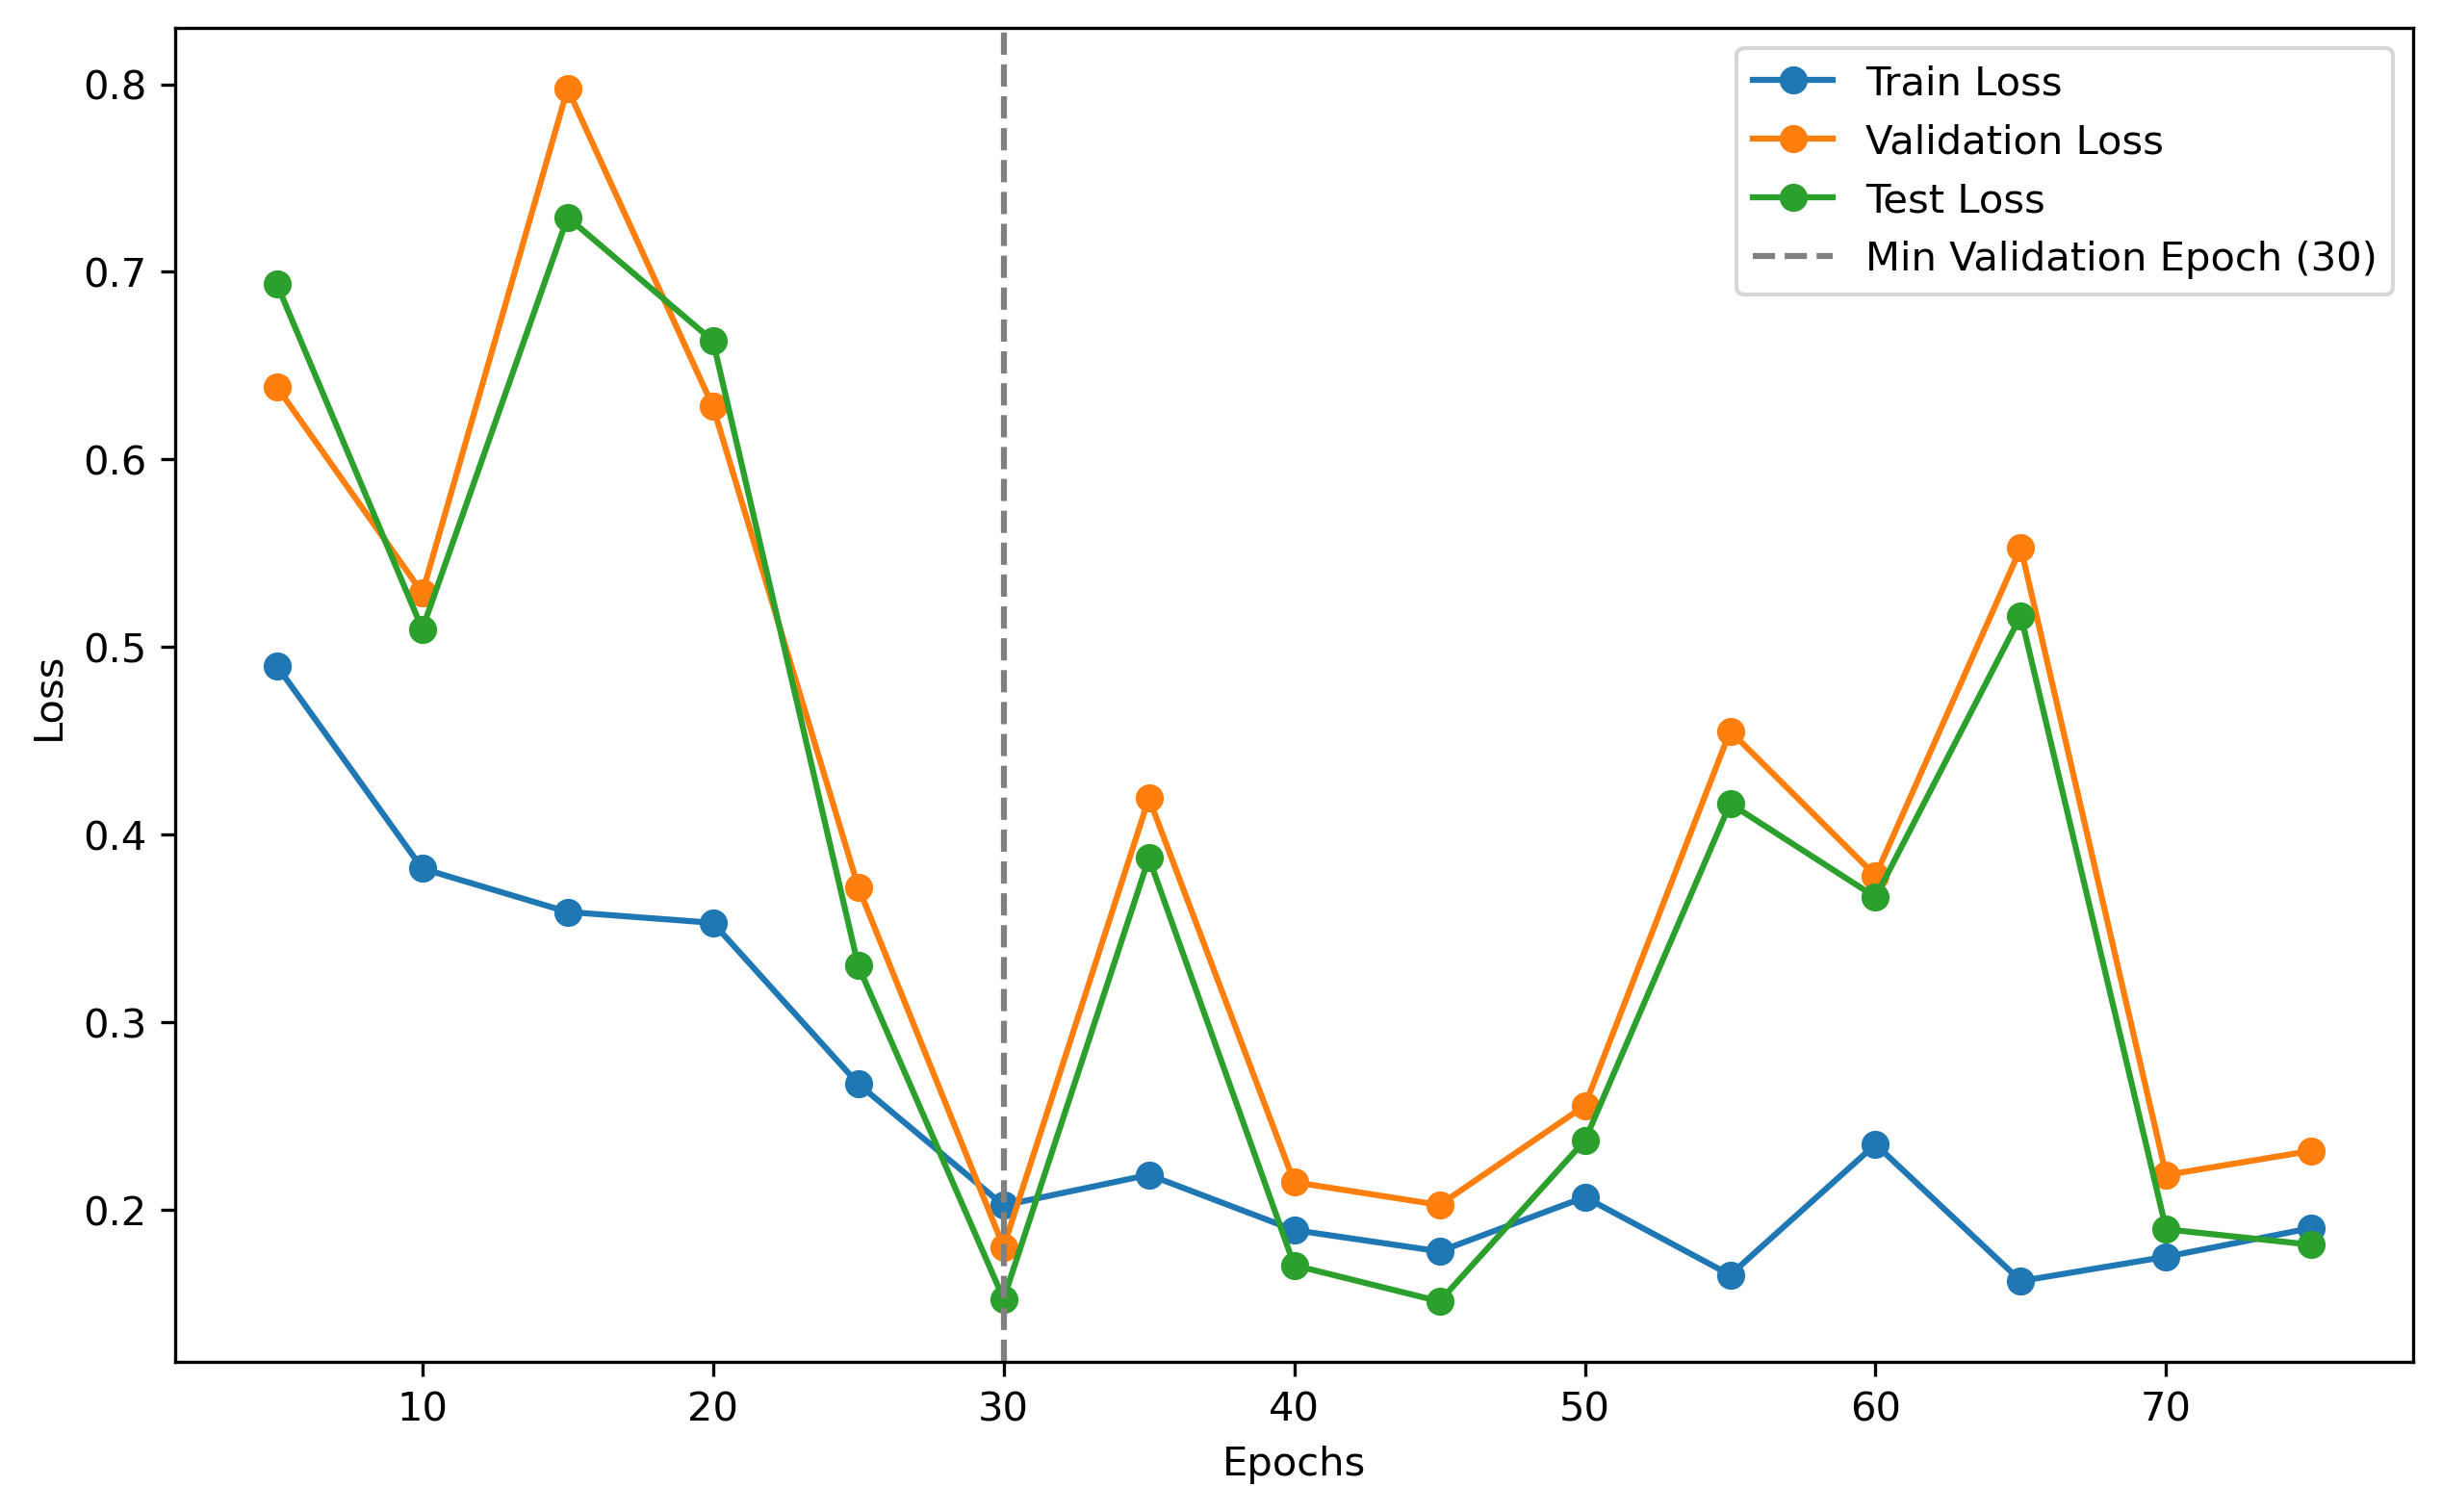 0.8
0.7
0.6
0.5
0.4
0.3
0.2
Loss
Train Loss
Validation Loss
Test Loss
Min Validation Epoch (30)
10 20 30 40 50 60 70
Epochs